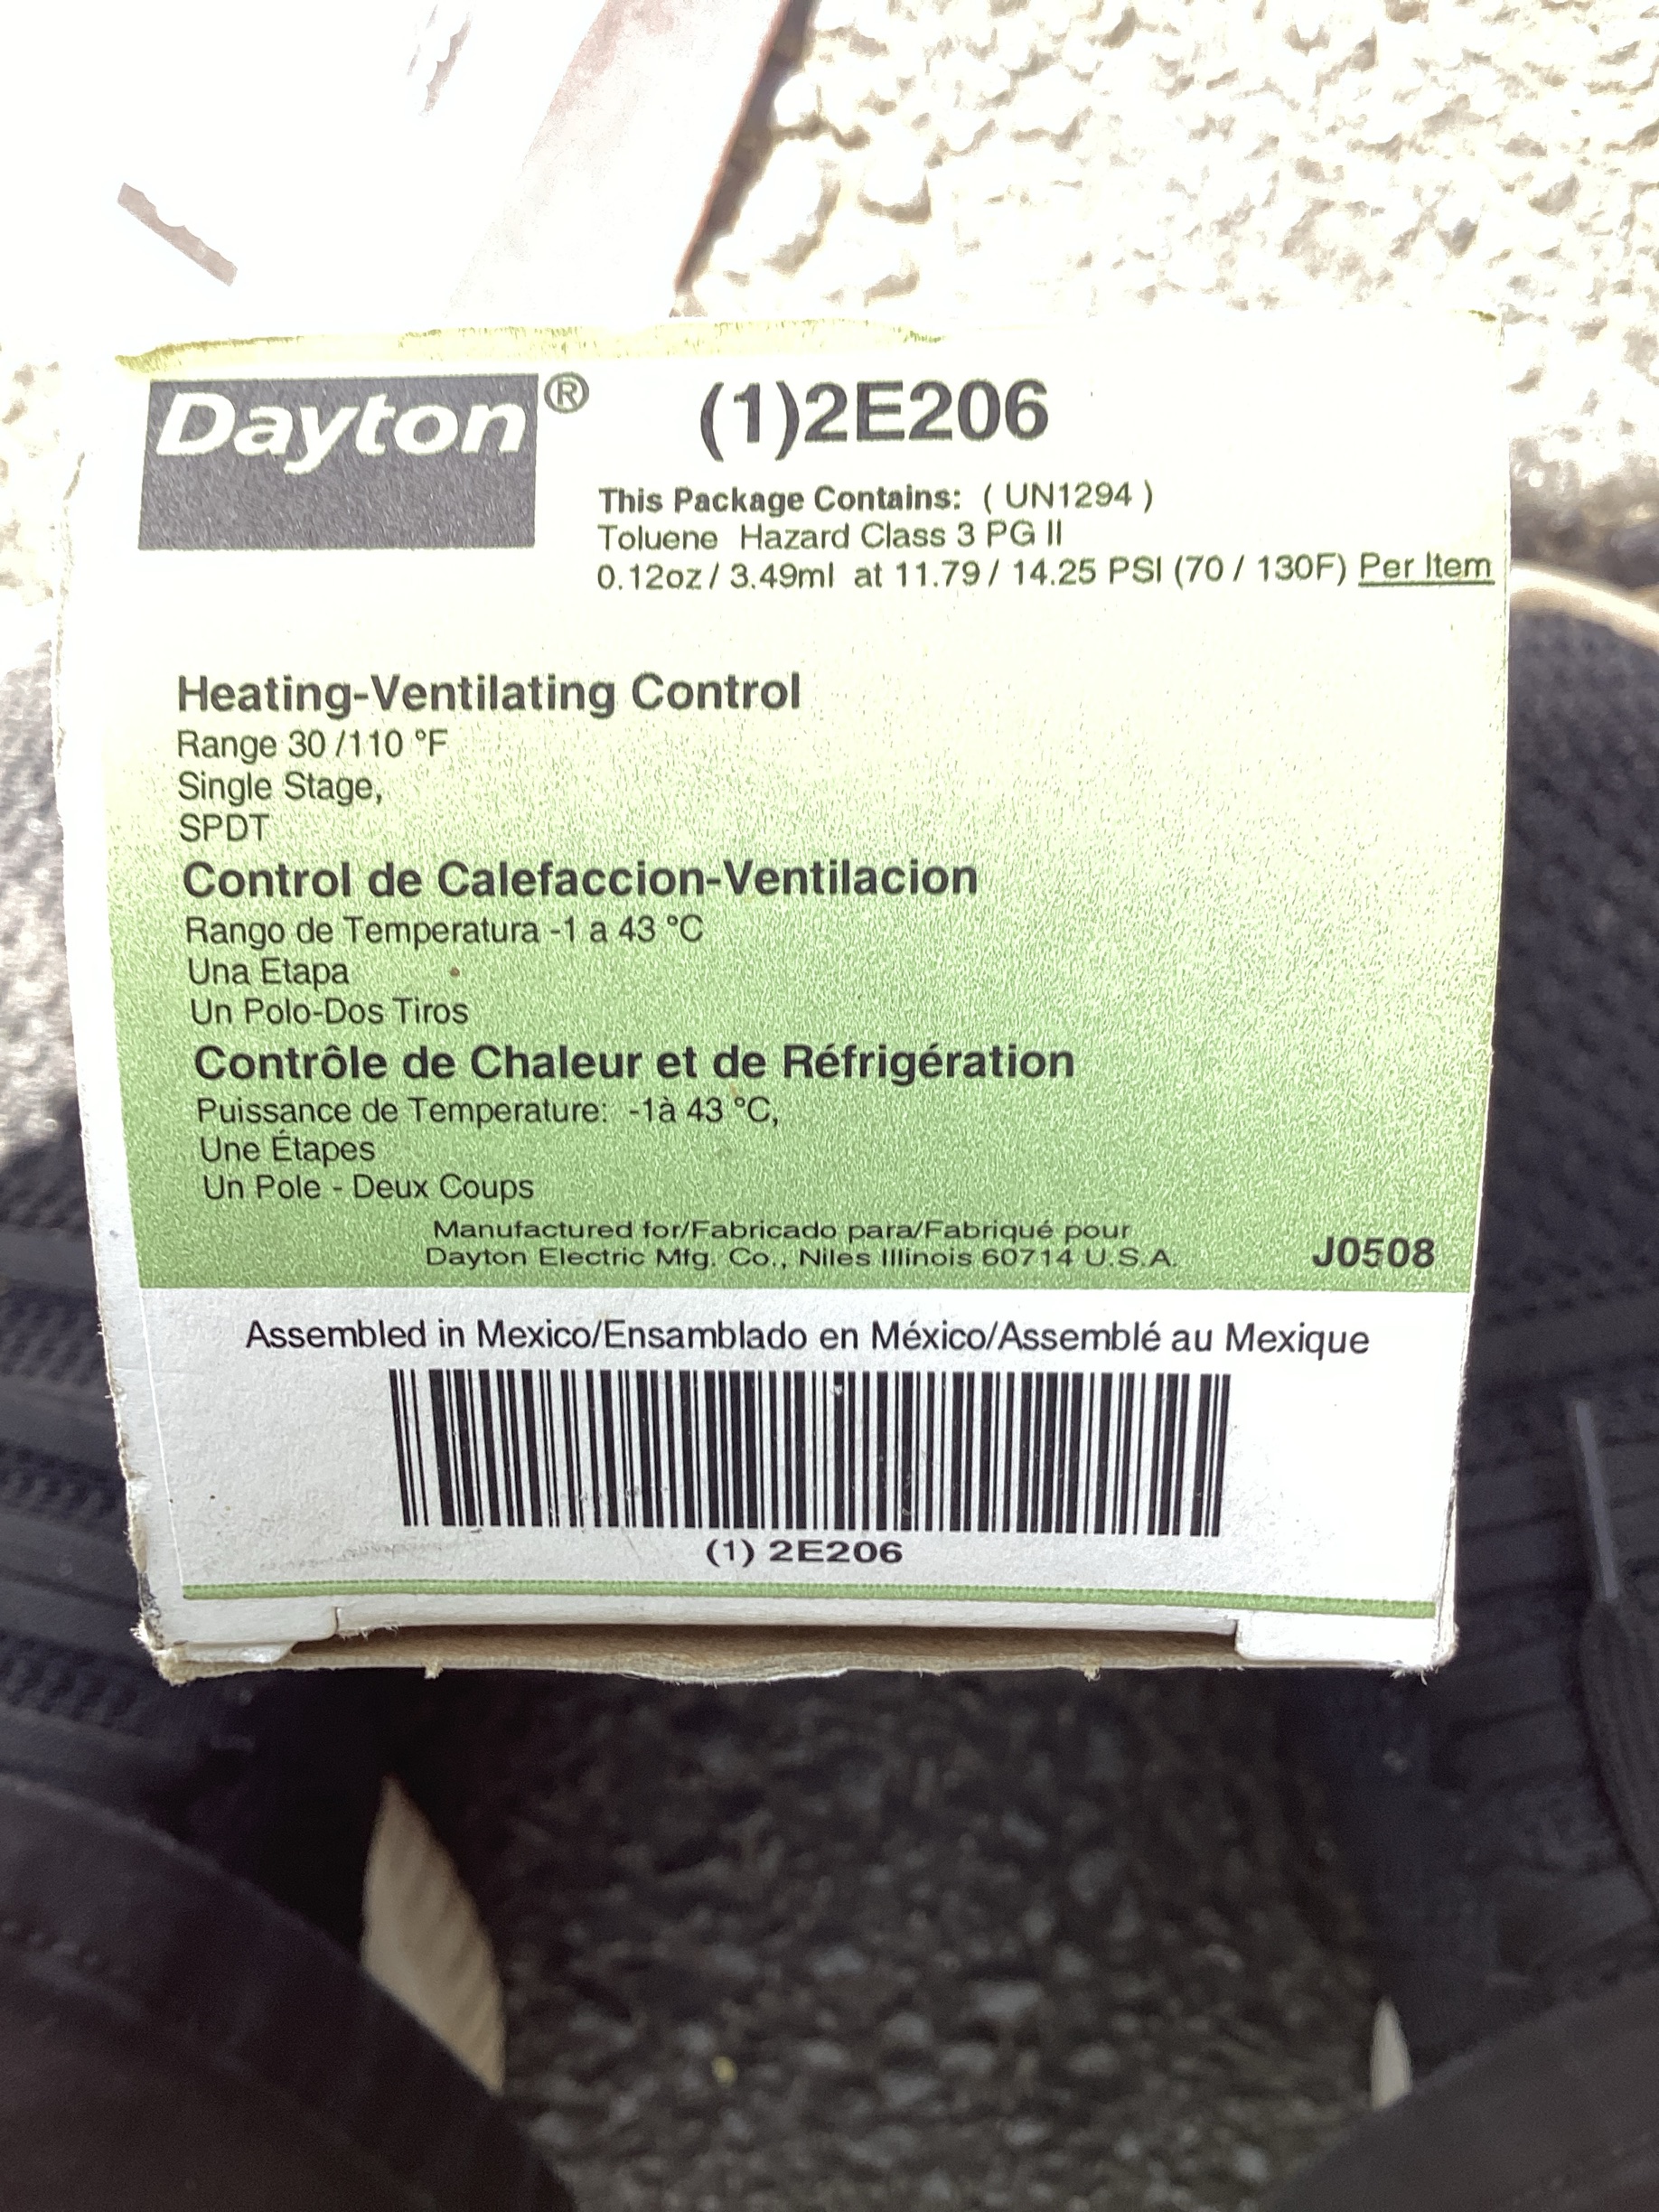 Dayton®
(1)2E206
This Package Contains: ( UN1294 )
Toluene Hazard Class 3 PG II
0.12oz / 3.49ml at 11.79 / 14.25 PSI (70 / 130F) Per Item
Heating-Ventilating Control
Range 30 /110 °F
Single Stage,
SPDT
Control de Calefaccion-Ventilacion
Rango de Temperatura -1 a 43 °C
Una Etapa
Un Polo-Dos Tiros
Contrôle de Chaleur et de Réfrigération
Puissance de Temperature: -1à 43 °C,
Une Étapes
Un Pole - Deux Coups
Manufactured for/Fabricado para/Fabriqué pour
Dayton Electric Mfg. Co., Niles Illinois 60714 U.S.A.
J0508
Assembled in Mexico/Ensamblado en México/Assemblé au Mexique
(1) 2E206